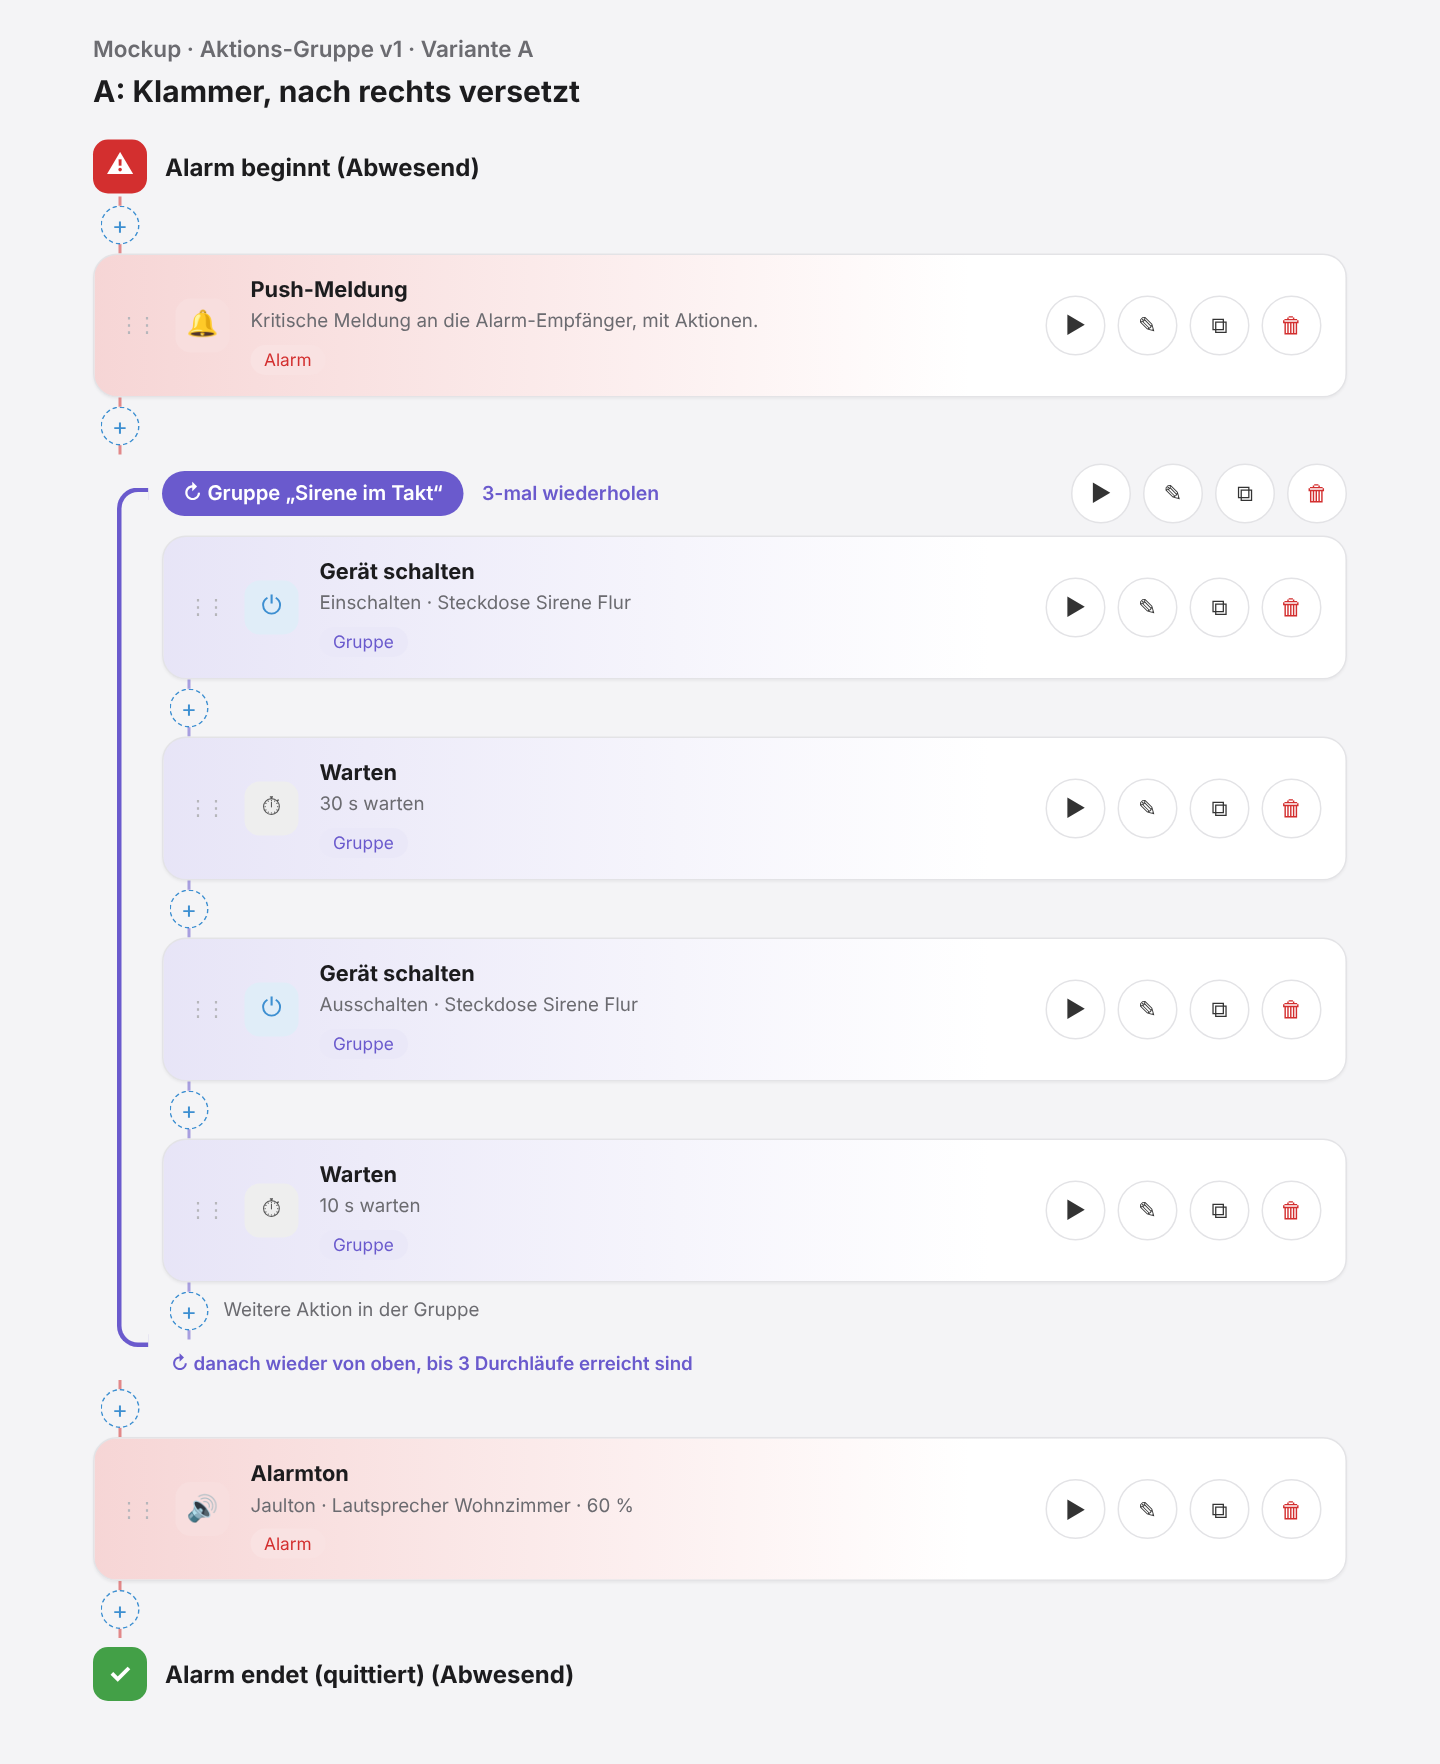 Mockup · Aktions-Gruppe v1 · Variante A
A: Klammer, nach rechts versetzt
Alarm beginnt (Abwesend)
+
Push-Meldung
Kritische Meldung an die Alarm-Empfänger, mit Aktionen.
Alarm
+
↻ Gruppe „Sirene im Takt“ 3-mal wiederholen
Gerät schalten
Einschalten · Steckdose Sirene Flur
Gruppe
+
Warten
30 s warten
Gruppe
+
Gerät schalten
Ausschalten · Steckdose Sirene Flur
Gruppe
+
Warten
10 s warten
Gruppe
+ Weitere Aktion in der Gruppe
↻ danach wieder von oben, bis 3 Durchläufe erreicht sind
+
Alarmton
Jaulton · Lautsprecher Wohnzimmer · 60 %
Alarm
+
Alarm endet (quittiert) (Abwesend)